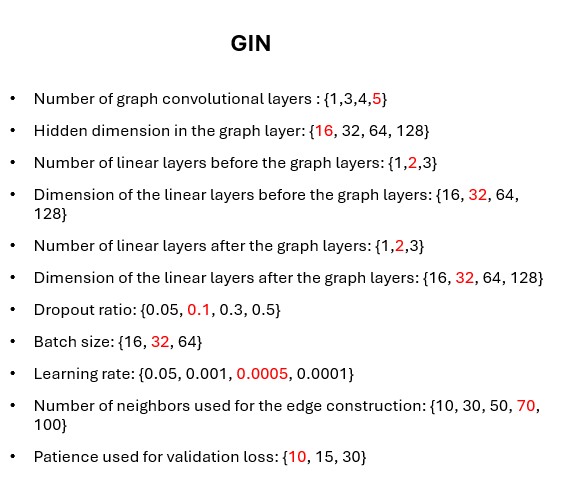 GIN
• Number of graph convolutional layers : {1,3,4,5}
• Hidden dimension in the graph layer: {16, 32, 64, 128}
• Number of linear layers before the graph layers: {1,2,3}
• Dimension of the linear layers before the graph layers: {16, 32, 64,
128}
• Number of linear layers after the graph layers: {1,2,3}
• Dimension of the linear layers after the graph layers: {16, 32, 64, 128}
• Dropout ratio: {0.05, 0.1, 0.3, 0.5}
• Batch size: {16, 32, 64}
• Learning rate: {0.05, 0.001, 0.0005, 0.0001}
• Number of neighbors used for the edge construction: {10, 30, 50, 70,
100}
• Patience used for validation loss: {10, 15, 30}